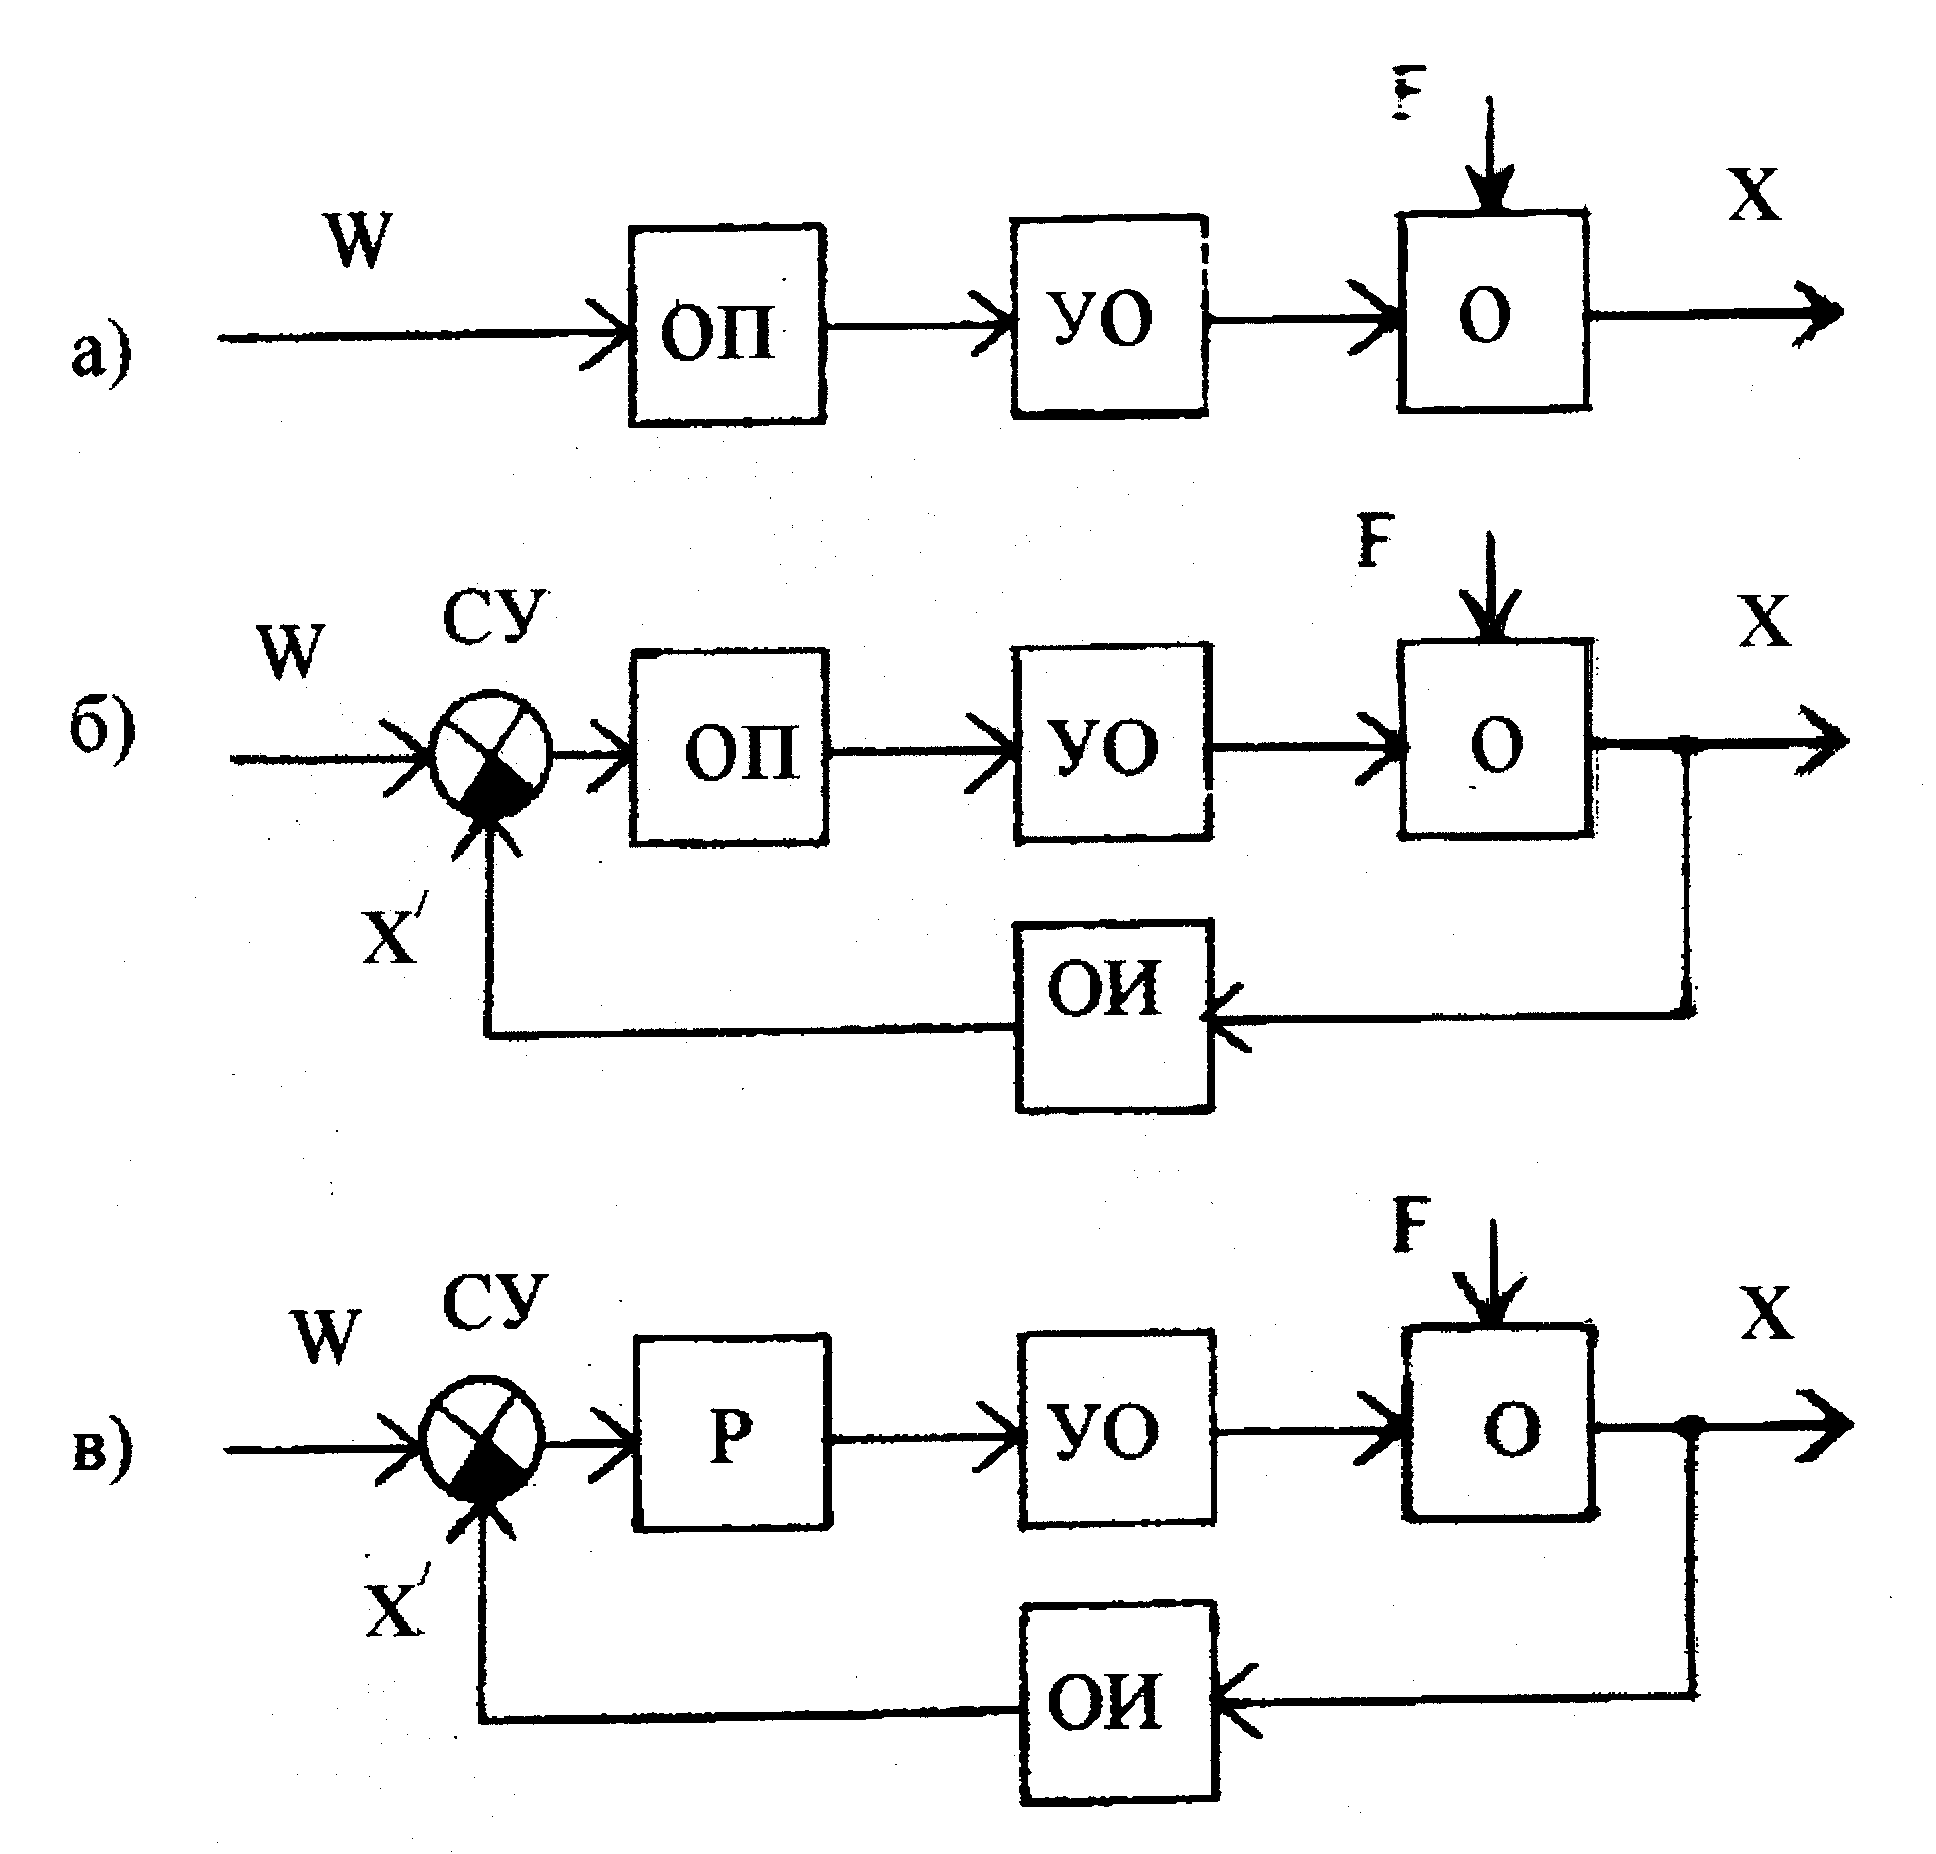 F
W X
а) ОП УО О
F
СУ
W X
б) ОП УО О
X′
ОИ
F
СУ
W X
в) Р УО О
X′
ОИ